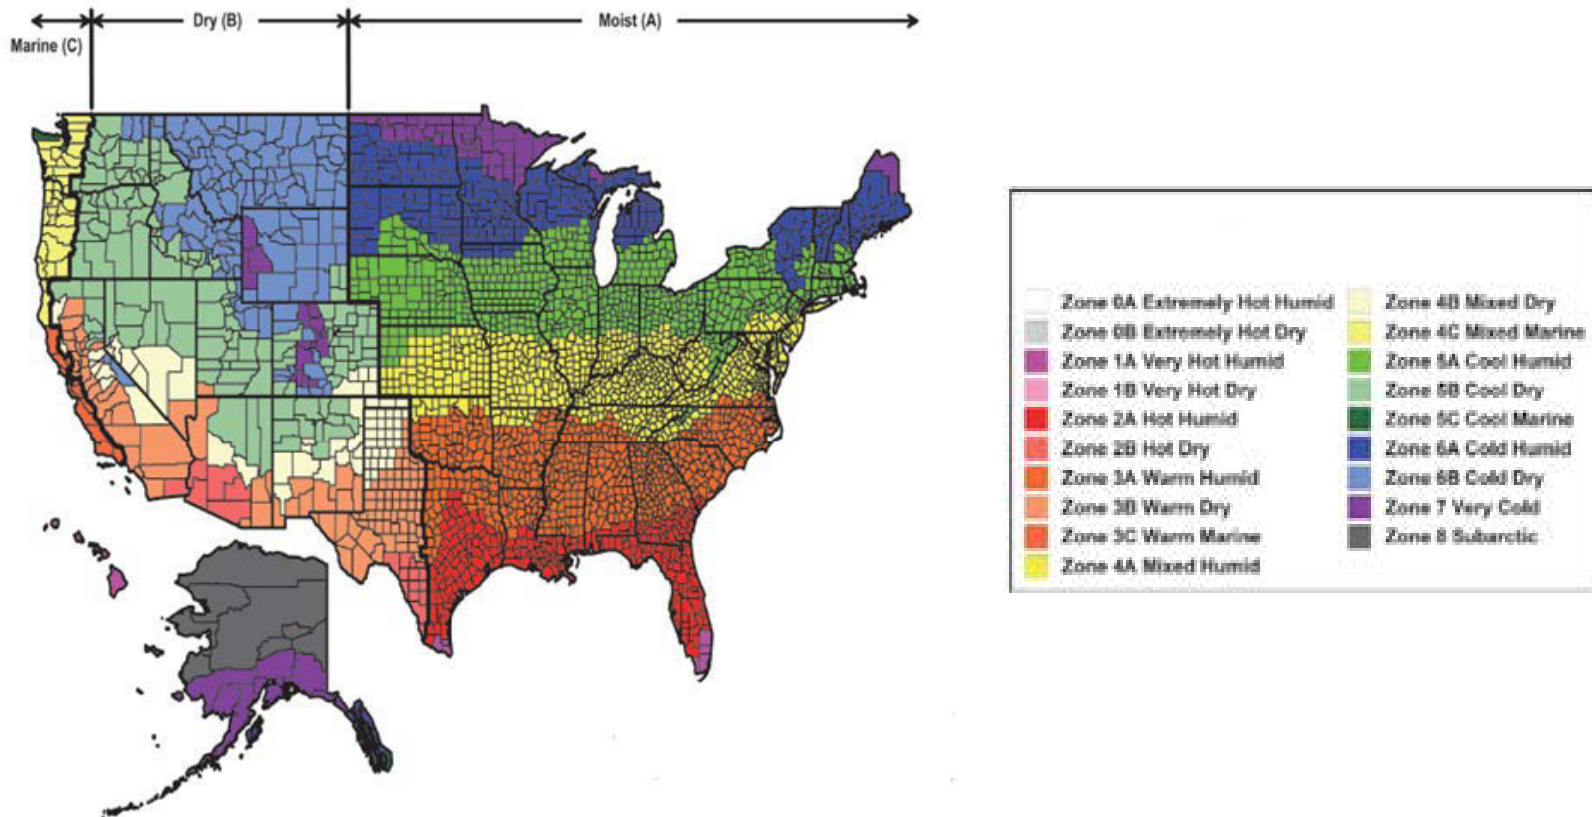 Dry (B)
Moist (A)
Marine (C)
Zone 0A Extremely Hot Humid
Zone 0B Extremely Hot Dry
Zone 1A Very Hot Humid
Zone 1B Very Hot Dry
Zone 2A Hot Humid
Zone 2B Hot Dry
Zone 3A Warm Humid
Zone 3B Warm Dry
Zone 3C Warm Marine
Zone 4A Mixed Humid
Zone 4B Mixed Dry
Zone 4C Mixed Marine
Zone 5A Cool Humid
Zone 5B Cool Dry
Zone 5C Cool Marine
Zone 6A Cold Humid
Zone 6B Cold Dry
Zone 7 Very Cold
Zone 8 Subarctic